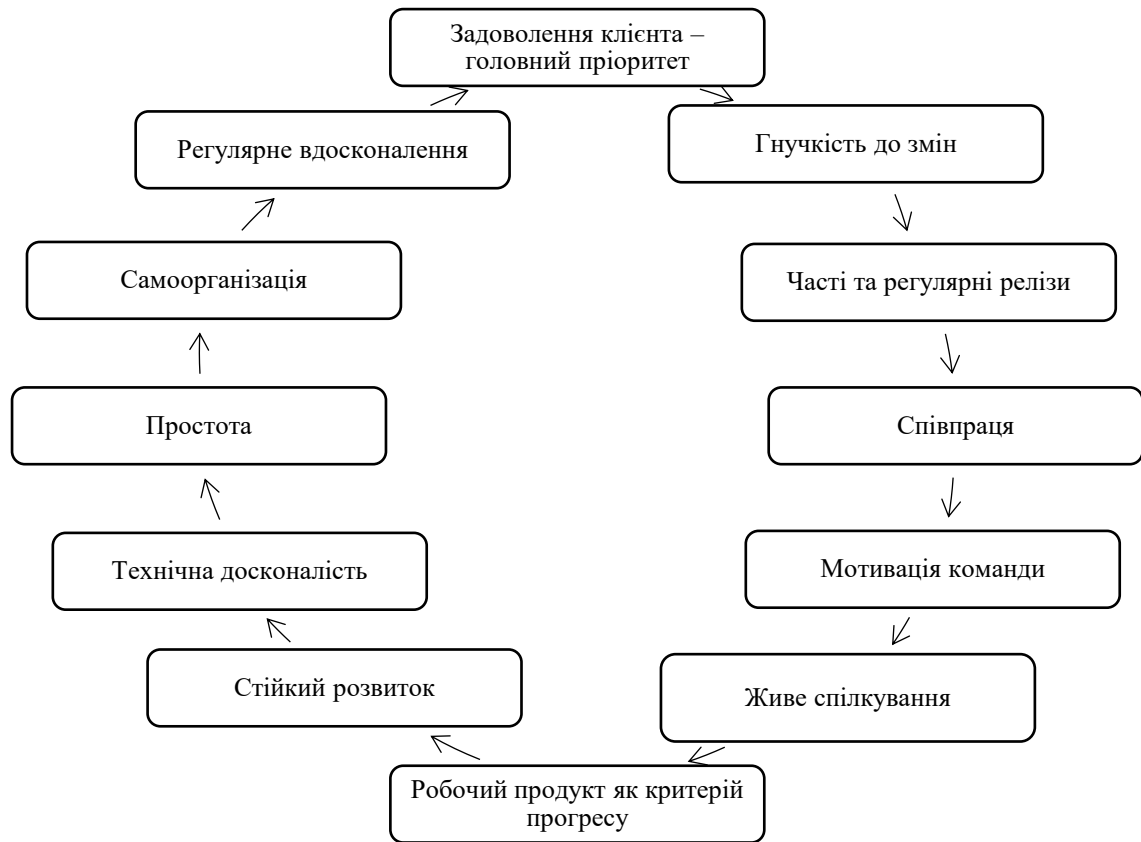 Задоволення клієнта –
головний пріоритет
Гнучкість до змін
Часті та регулярні релізи
Співпраця
Мотивація команди
Живе спілкування
Робочий продукт як критерій
прогресу
Стійкий розвиток
Технічна досконалість
Простота
Самоорганізація
Регулярне вдосконалення